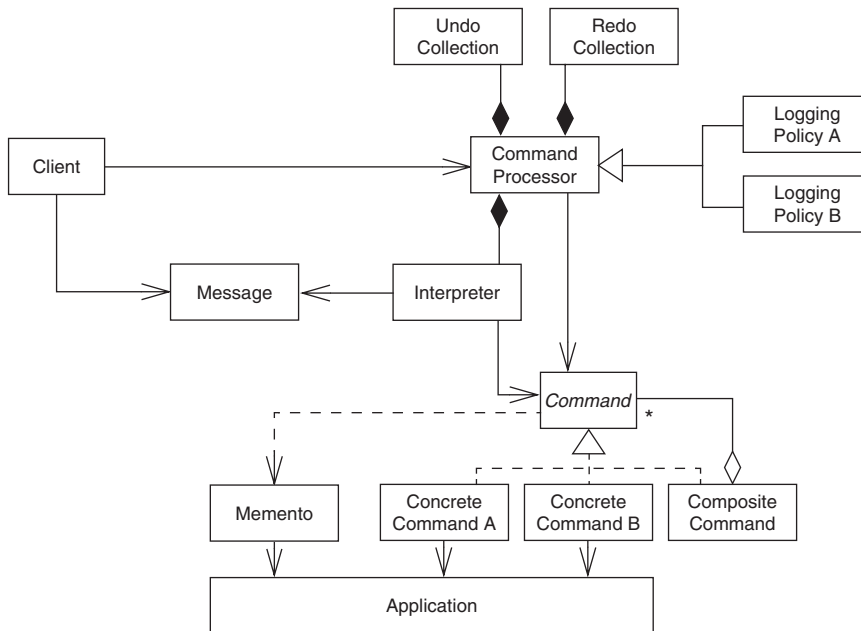 Undo
Collection
Redo
Collection
Logging
Policy A
Client
Command
Processor
Logging
Policy B
Message
Interpreter
Command
*
Memento
Concrete
Command A
Concrete
Command B
Composite
Command
Application